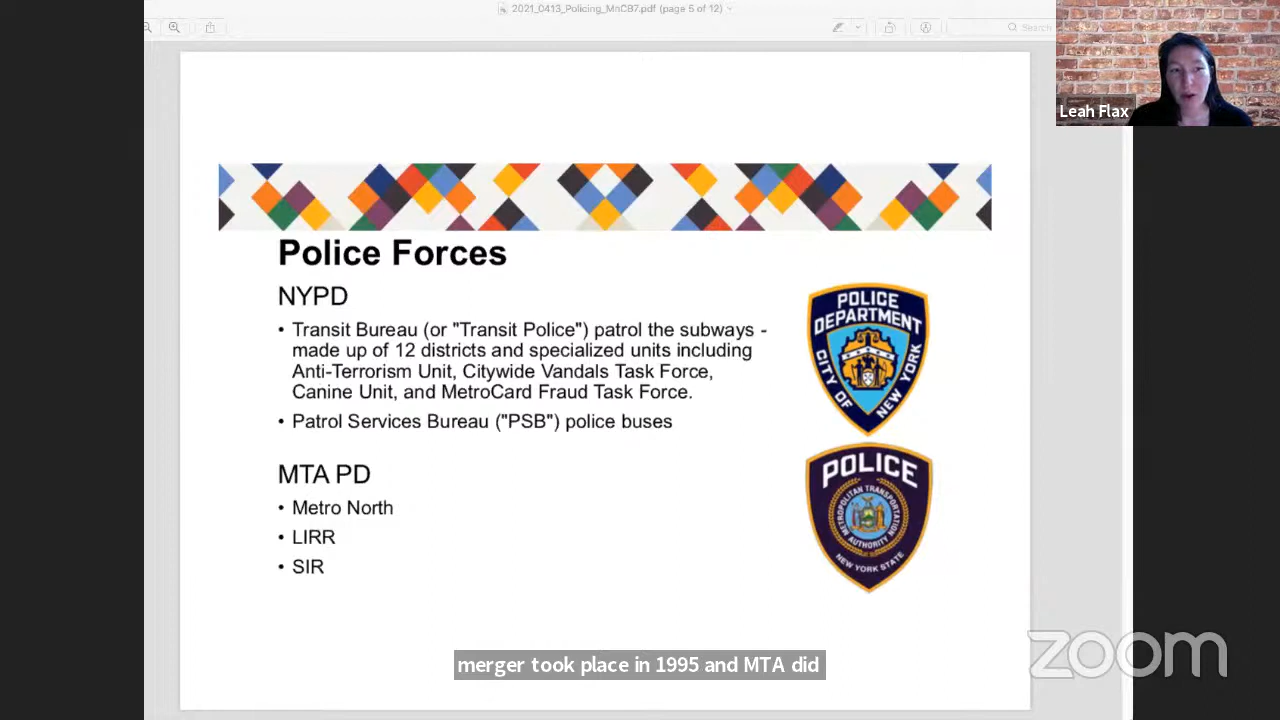 2021_0413_Policing_MnCB7.pdf (page 5 of 12)
Search
Leah Flax
Police Forces
NYPD
• Transit Bureau (or "Transit Police") patrol the subways -
made up of 12 districts and specialized units including
Anti-Terrorism Unit, Citywide Vandals Task Force,
Canine Unit, and MetroCard Fraud Task Force.
• Patrol Services Bureau ("PSB") police buses
POLICE
DEPARTMENT
CITY OF
NEW YORK
MTA PD
• Metro North
• LIRR
• SIR
POLICE
METROPOLITAN TRANSPORTATION
AUTHORITY
NEW YORK STATE
merger took place in 1995 and MTA did
zoom